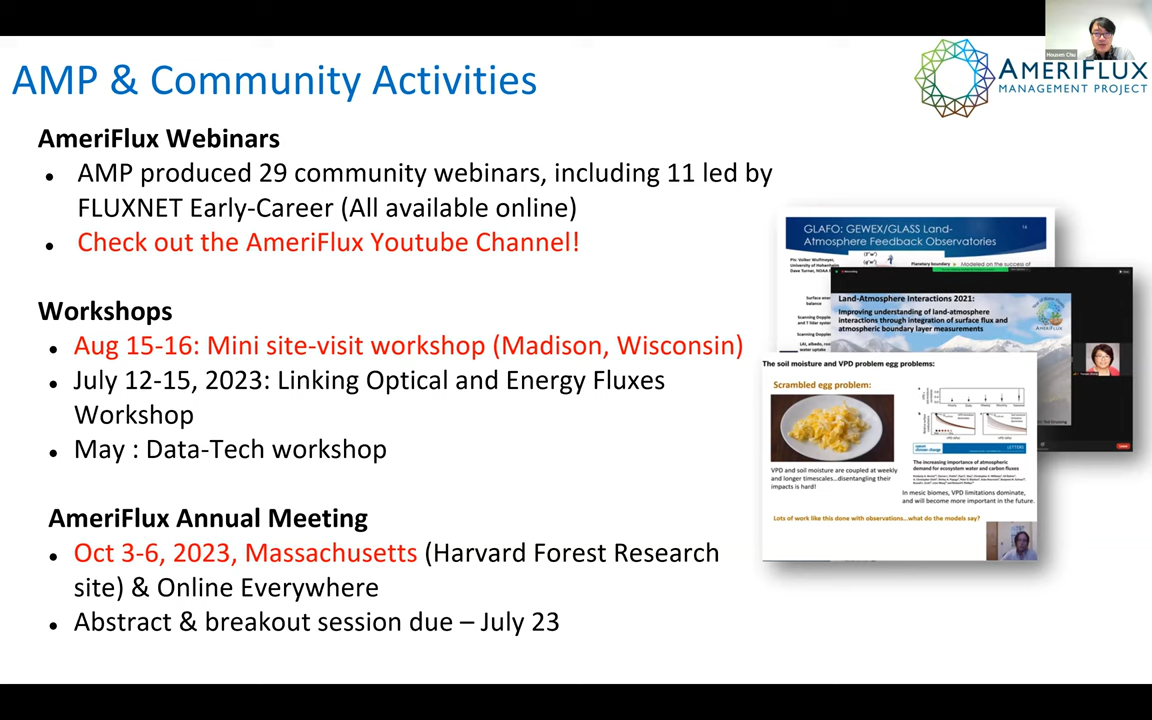 Housen Chu
AMERIFLUX
MANAGEMENT PROJECT
AMP & Community Activities
AmeriFlux Webinars
• AMP produced 29 community webinars, including 11 led by
FLUXNET Early-Career (All available online)
• Check out the AmeriFlux Youtube Channel!
Workshops
• Aug 15-16: Mini site-visit workshop (Madison, Wisconsin)
• July 12-15, 2023: Linking Optical and Energy Fluxes
Workshop
• May : Data-Tech workshop
AmeriFlux Annual Meeting
• Oct 3-6, 2023, Massachusetts (Harvard Forest Research
site) & Online Everywhere
• Abstract & breakout session due – July 23
GLAFO: GEWEX/GLASS Land-
Atmosphere Feedback Observatories
Land-Atmosphere Interactions 2021:
Improving understanding of land-atmosphere
interactions through integration of surface flux and
atmospheric boundary layer measurements
The soil moisture and VPD problem egg problems:
Scrambled egg problem:
VPD and soil moisture are coupled at weekly
and longer timescales...disentangling their
impacts is hard!
LETTERS
The increasing importance of atmospheric
demand for ecosystem water and carbon fluxes
In mesic biomes, VPD limitations dominate,
and will become more important in the future.
Lots of work like this done with observations...what do the models say?